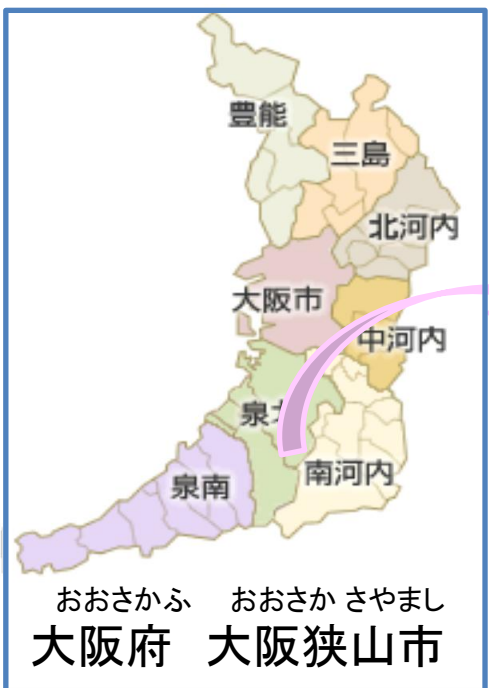 豊能
三島
北河内
大阪市
中河内
泉
南河内
泉南
おおさかふ おおさか さやまし
大阪府 大阪狭山市